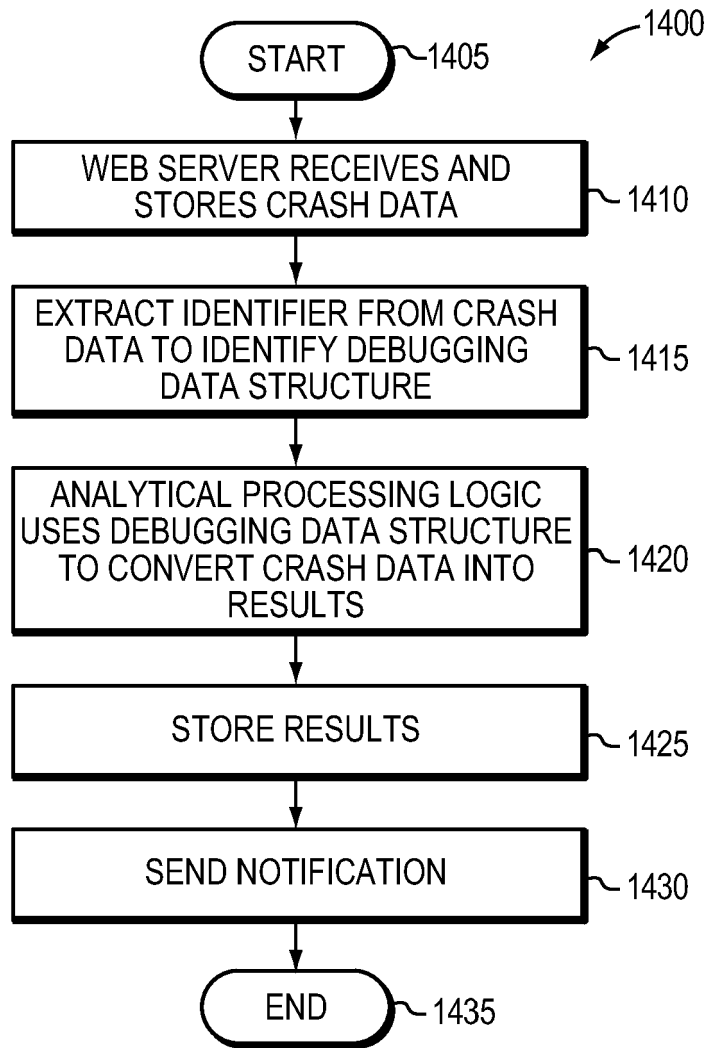 1400
START
1405
WEB SERVER RECEIVES AND
STORES CRASH DATA
1410
EXTRACT IDENTIFIER FROM CRASH
DATA TO IDENTIFY DEBUGGING
DATA STRUCTURE
1415
ANALYTICAL PROCESSING LOGIC
USES DEBUGGING DATA STRUCTURE
TO CONVERT CRASH DATA INTO
RESULTS
1420
STORE RESULTS
1425
SEND NOTIFICATION
1430
END
1435